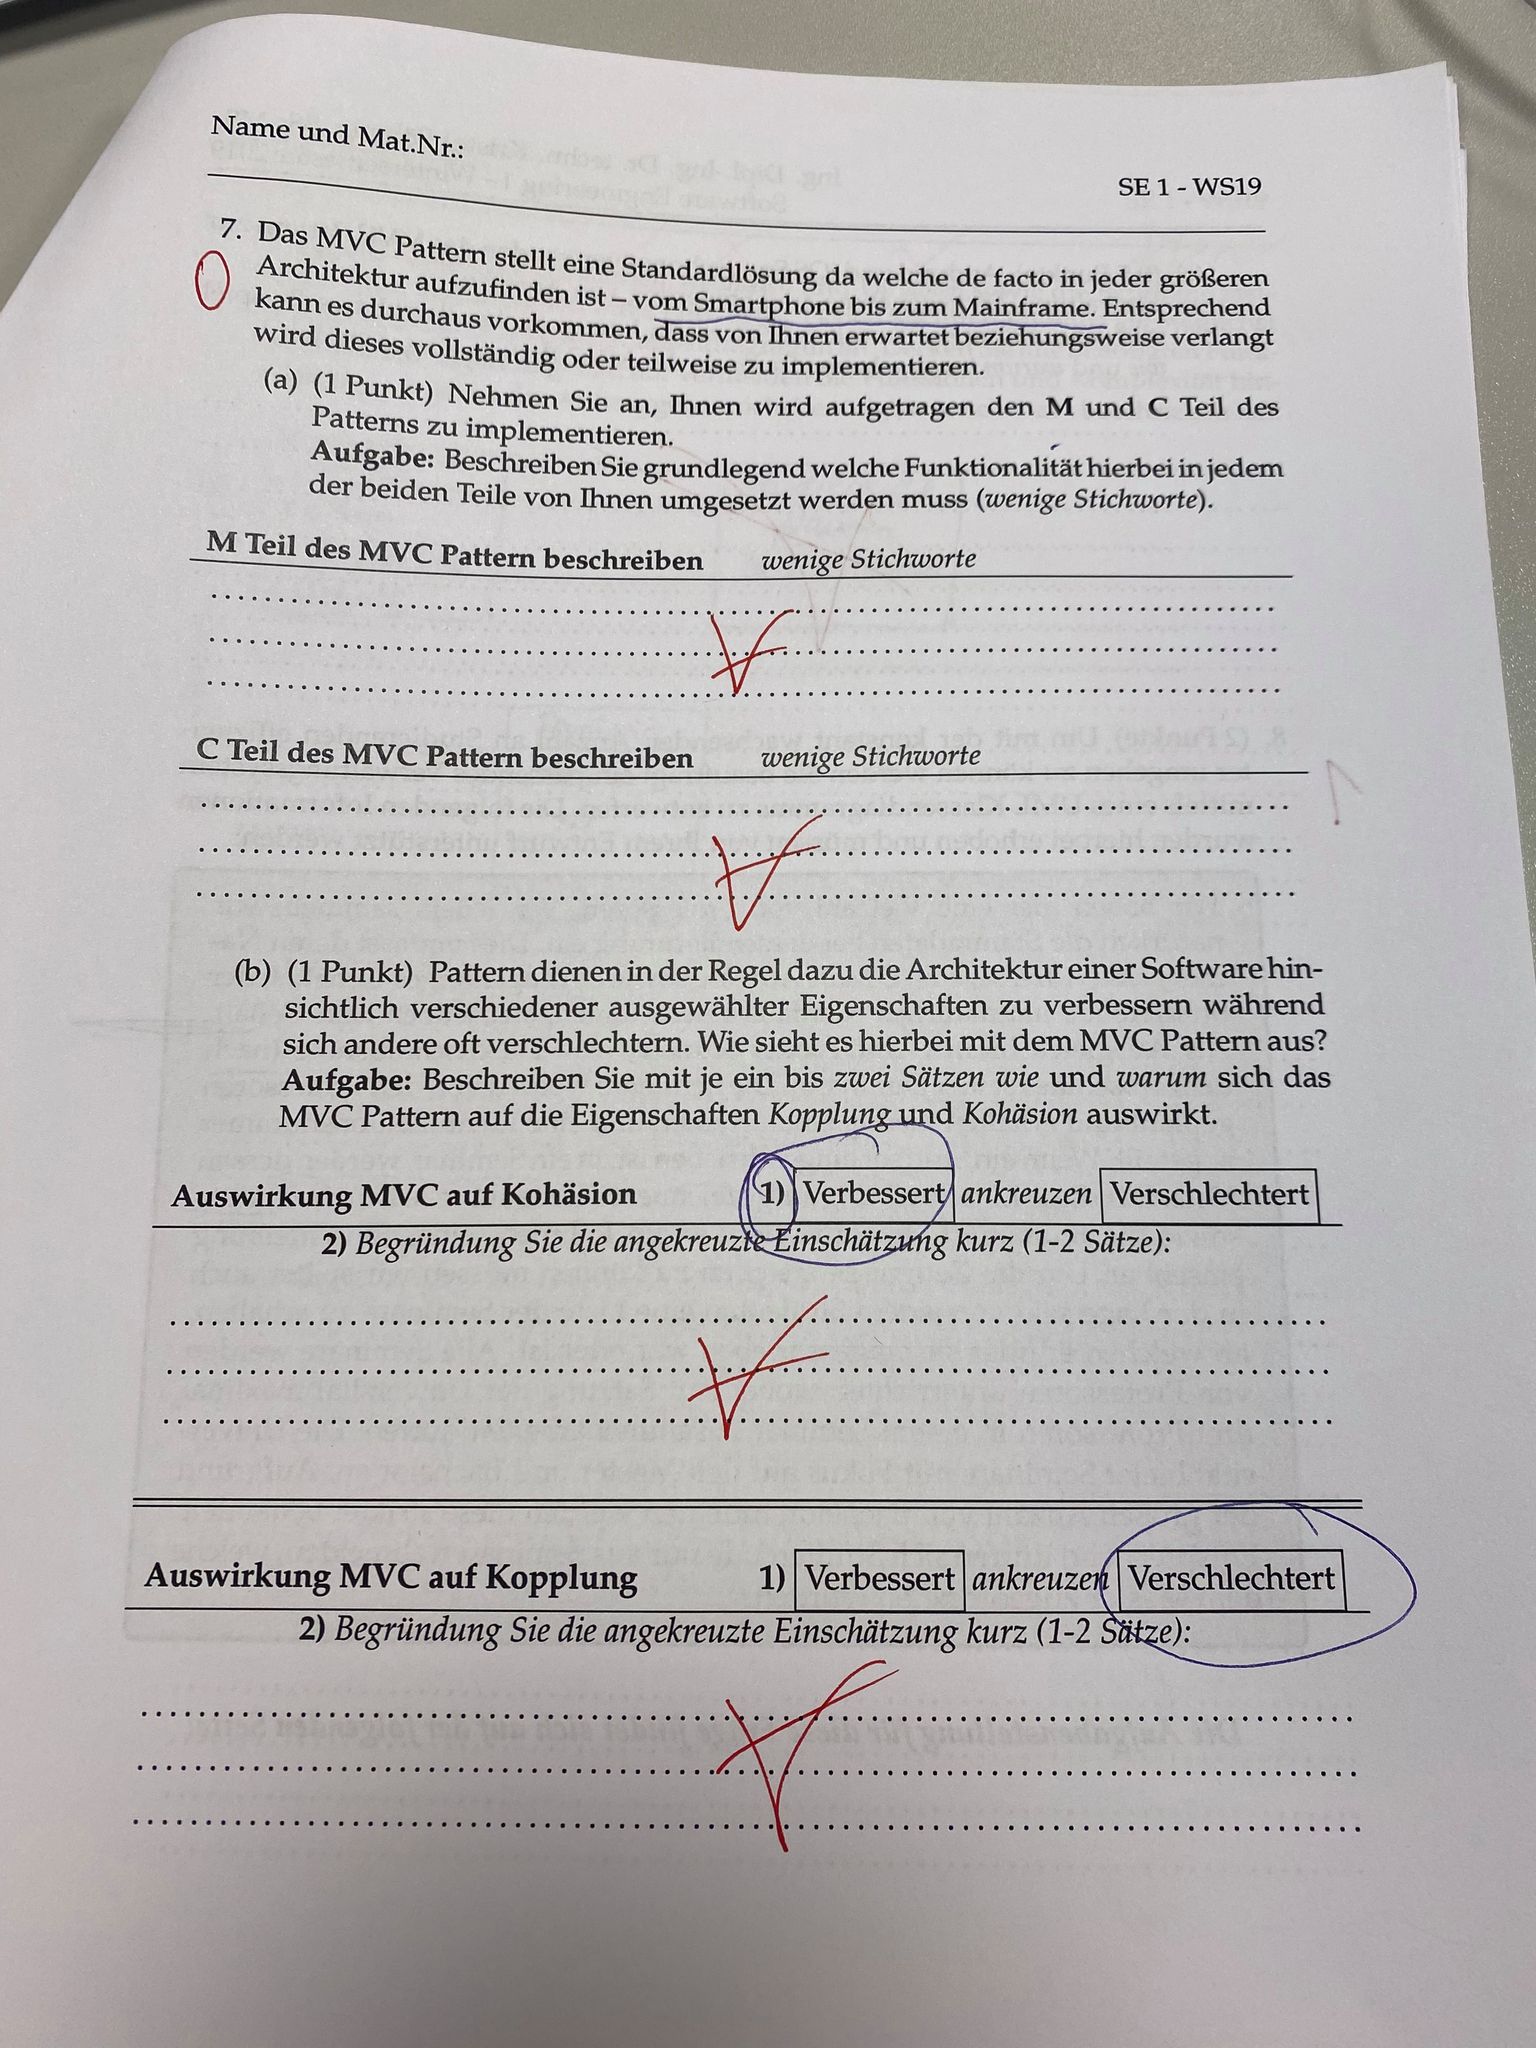 Name und Mat.Nr.:
SE 1 - WS19
7. Das MVC Pattern stellt eine Standardlösung da welche de facto in jeder größeren
Architektur aufzufinden ist – vom Smartphone bis zum Mainframe. Entsprechend
kann es durchaus vorkommen, dass von Ihnen erwartet beziehungsweise verlangt
wird dieses vollständig oder teilweise zu implementieren.
(a) (1 Punkt) Nehmen Sie an, Ihnen wird aufgetragen den M und C Teil des
Patterns zu implementieren.
Aufgabe: Beschreiben Sie grundlegend welche Funktionalität hierbei in jedem
der beiden Teile von Ihnen umgesetzt werden muss (wenige Stichworte).
M Teil des MVC Pattern beschreiben wenige Stichworte
C Teil des MVC Pattern beschreiben wenige Stichworte
(b) (1 Punkt) Pattern dienen in der Regel dazu die Architektur einer Software hin-
sichtlich verschiedener ausgewählter Eigenschaften zu verbessern während
sich andere oft verschlechtern. Wie sieht es hierbei mit dem MVC Pattern aus?
Aufgabe: Beschreiben Sie mit je ein bis zwei Sätzen wie und warum sich das
MVC Pattern auf die Eigenschaften Kopplung und Kohäsion auswirkt.
Auswirkung MVC auf Kohäsion 1) Verbessert ankreuzen Verschlechtert
2) Begründung Sie die angekreuzte Einschätzung kurz (1-2 Sätze):
Auswirkung MVC auf Kopplung 1) Verbessert ankreuzen Verschlechtert
2) Begründung Sie die angekreuzte Einschätzung kurz (1-2 Sätze):